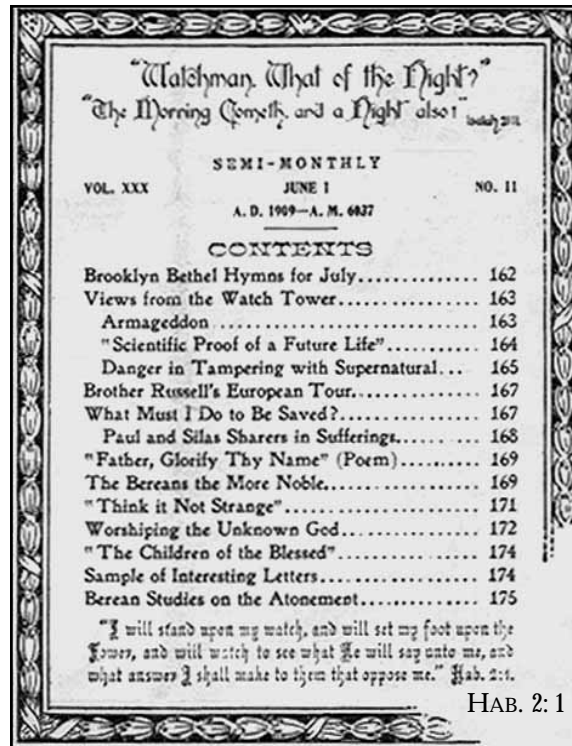 "Watchman, What of the Night?"
"The Morning Cometh, and a Night also!"
SEMI-MONTHLY
VOL. XXX JUNE 1 NO. 11
A. D. 1909—A. M. 6037
CONTENTS
Brooklyn Bethel Hymns for July.............. 162
Views from the Watch Tower................. 163
Armageddon.............................. 163
"Scientific Proof of a Future Life"........... 164
Danger in Tampering with Supernatural... 165
Brother Russell's European Tour.............. 167
What Must I Do to Be Saved?................ 167
Paul and Silas Sharers in Sufferings.......... 168
"Father, Glorify Thy Name" (Poem)......... 169
The Bereans the More Noble................. 169
"Think it Not Strange"...................... 171
Worshiping the Unknown God............... 172
"The Children of the Blessed"................ 174
Sample of Interesting Letters................. 174
Berean Studies on the Atonement............. 175
"I will stand upon my watch, and will set my foot upon the
Tower, and will watch to see what He will say unto me, and
what answer I shall make to them that oppose me." Hab. 2:1.
HAB. 2: 1